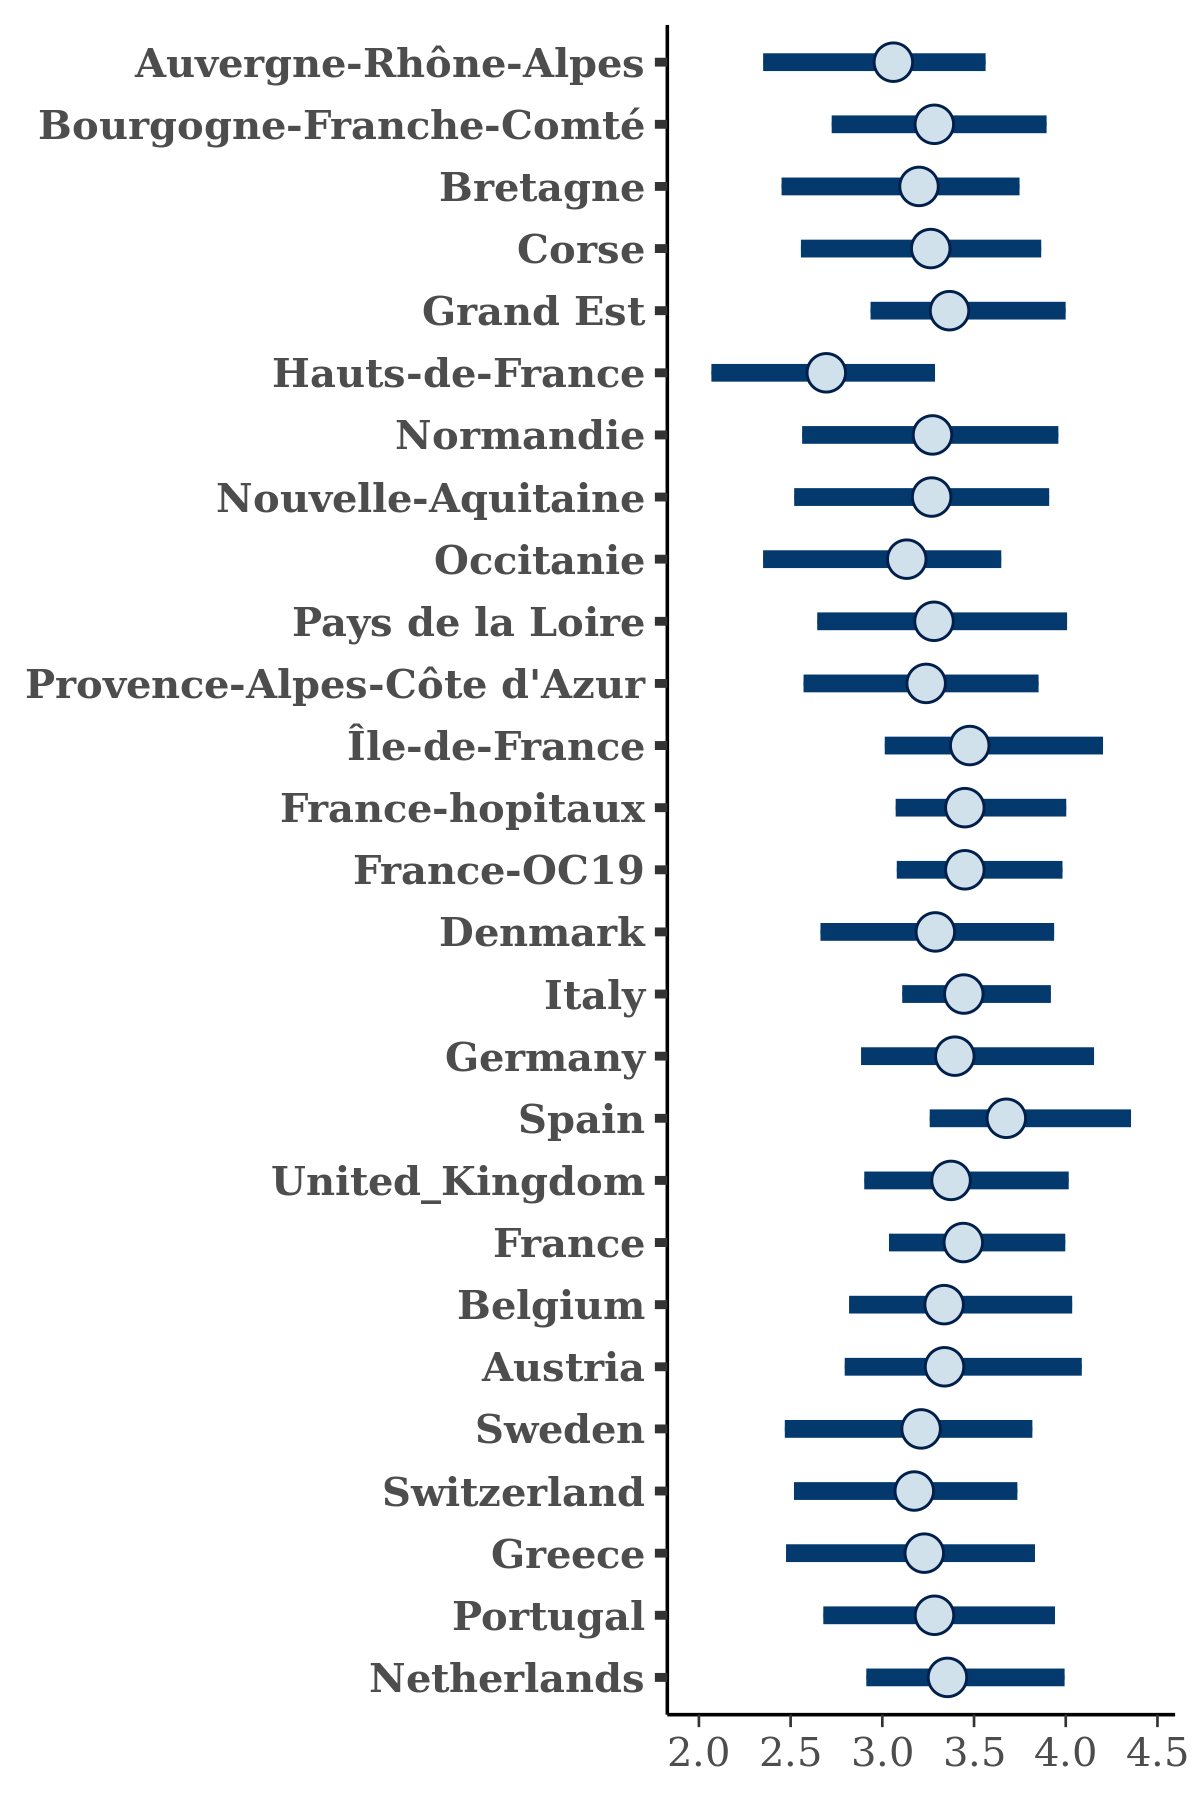 Auvergne-Rhône-Alpes
Bourgogne-Franche-Comté
Bretagne
Corse
Grand Est
Hauts-de-France
Normandie
Nouvelle-Aquitaine
Occitanie
Pays de la Loire
Provence-Alpes-Côte d'Azur
Île-de-France
France-hopitaux
France-OC19
Denmark
Italy
Germany
Spain
United_Kingdom
France
Belgium
Austria
Sweden
Switzerland
Greece
Portugal
Netherlands
2.0 2.5 3.0 3.5 4.0 4.5